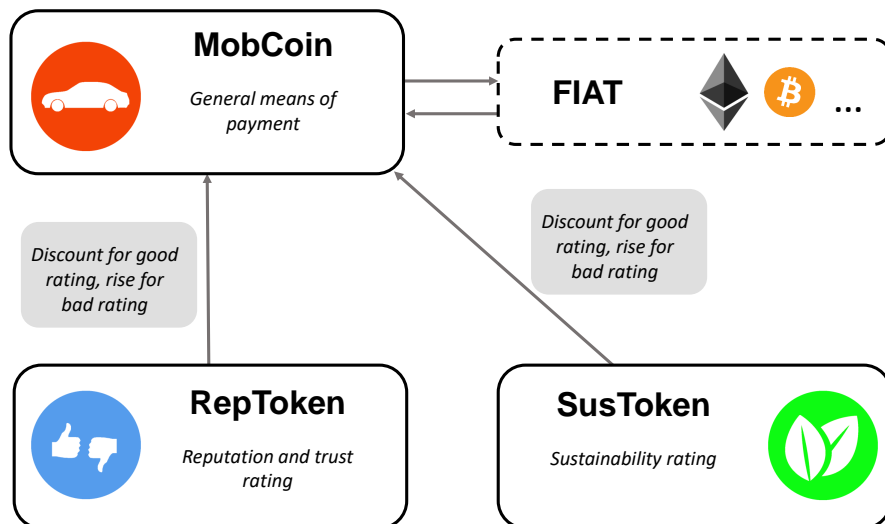 MobCoin
General means of
payment
FIAT
...
Discount for good
rating, rise for
bad rating
Discount for good
rating, rise for
bad rating
RepToken
Reputation and trust
rating
SusToken
Sustainability rating